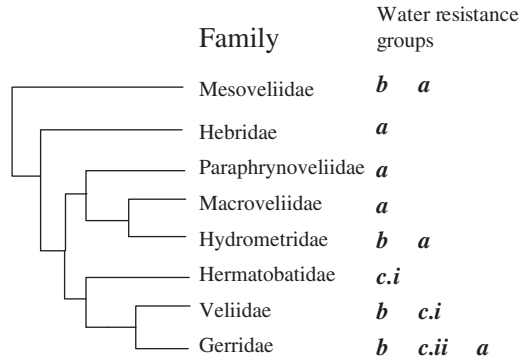 Water resistance
Family groups
Mesoveliidae b a
Hebridae a
Paraphrynoveliidae a
Macroveliidae a
Hydrometridae b a
Hermatobatidae c.i
Veliidae b c.i
Gerridae b c.ii a